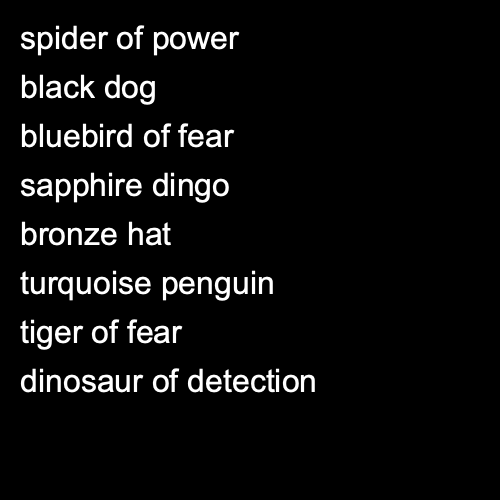 spider of power
black dog
bluebird of fear
sapphire dingo
bronze hat
turquoise penguin
tiger of fear
dinosaur of detection